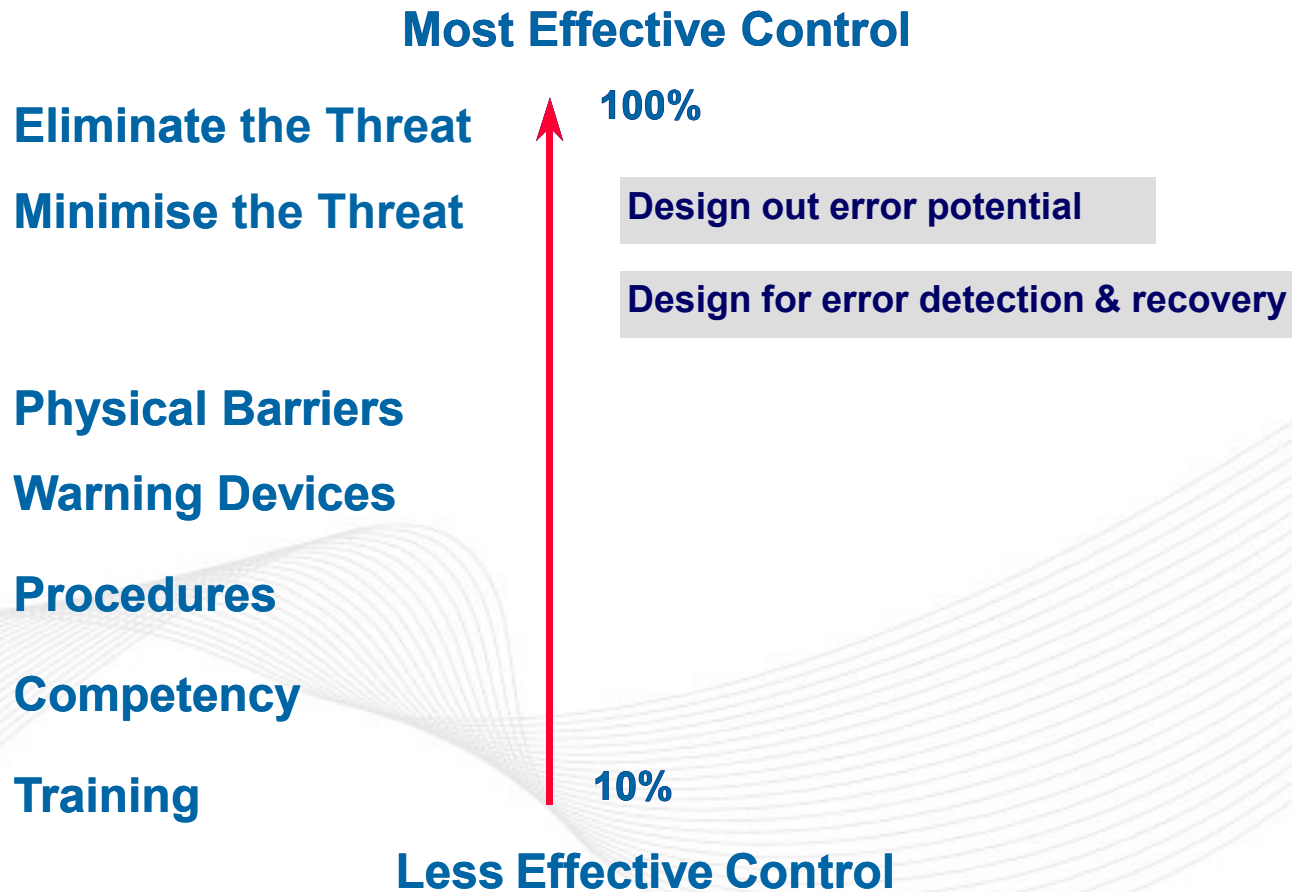 Most Effective Control
100%
Eliminate the Threat
Minimise the Threat
Design out error potential
Design for error detection & recovery
Physical Barriers
Warning Devices
Procedures
Competency
Training
10%
Less Effective Control